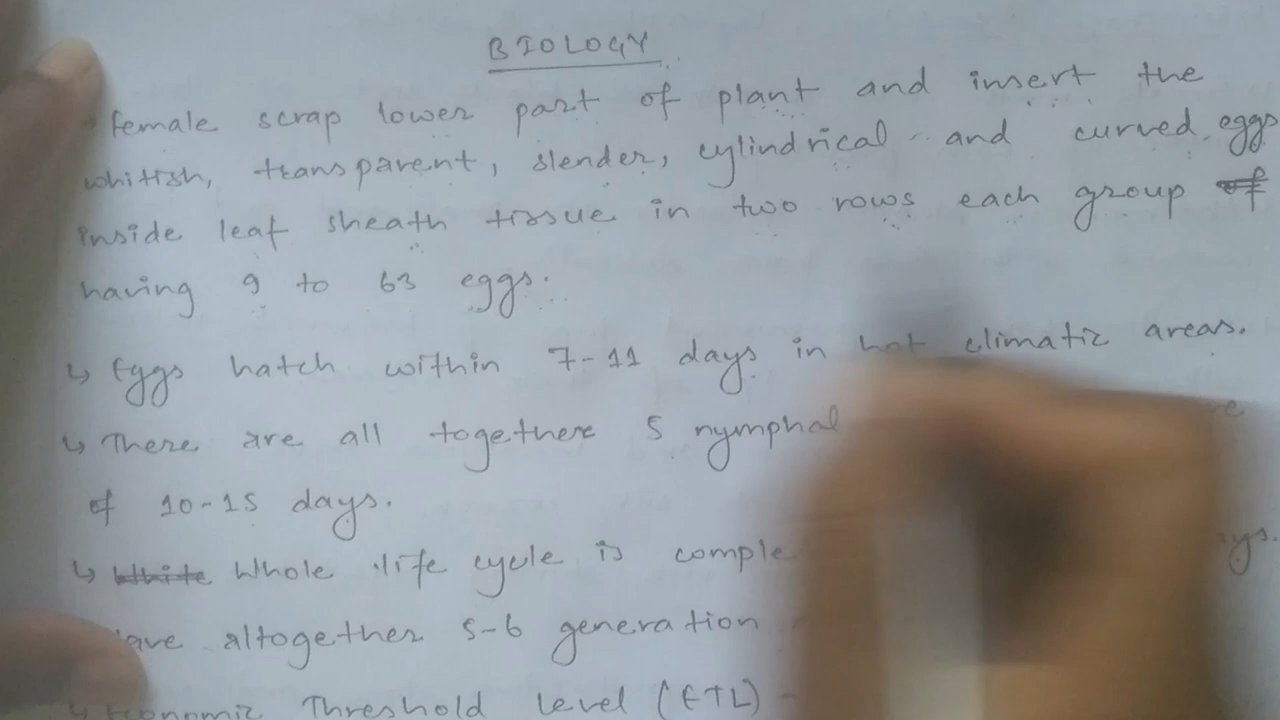 BIOLOGY
female scrap lower part of plant and insert the
whitish, transparent, slender, cylindrical and curved eggs
inside leaf sheath tissue in two rows each group of
having 9 to 63 eggs.
↳ Eggs hatch within 7-11 days in hot climatic areas.
↳ There are all together 5 nymphal
of 10-15 days.
↳ White Whole life cycle is
altogether 5-6 generation
↳ Economic Threshold level (ETL) -